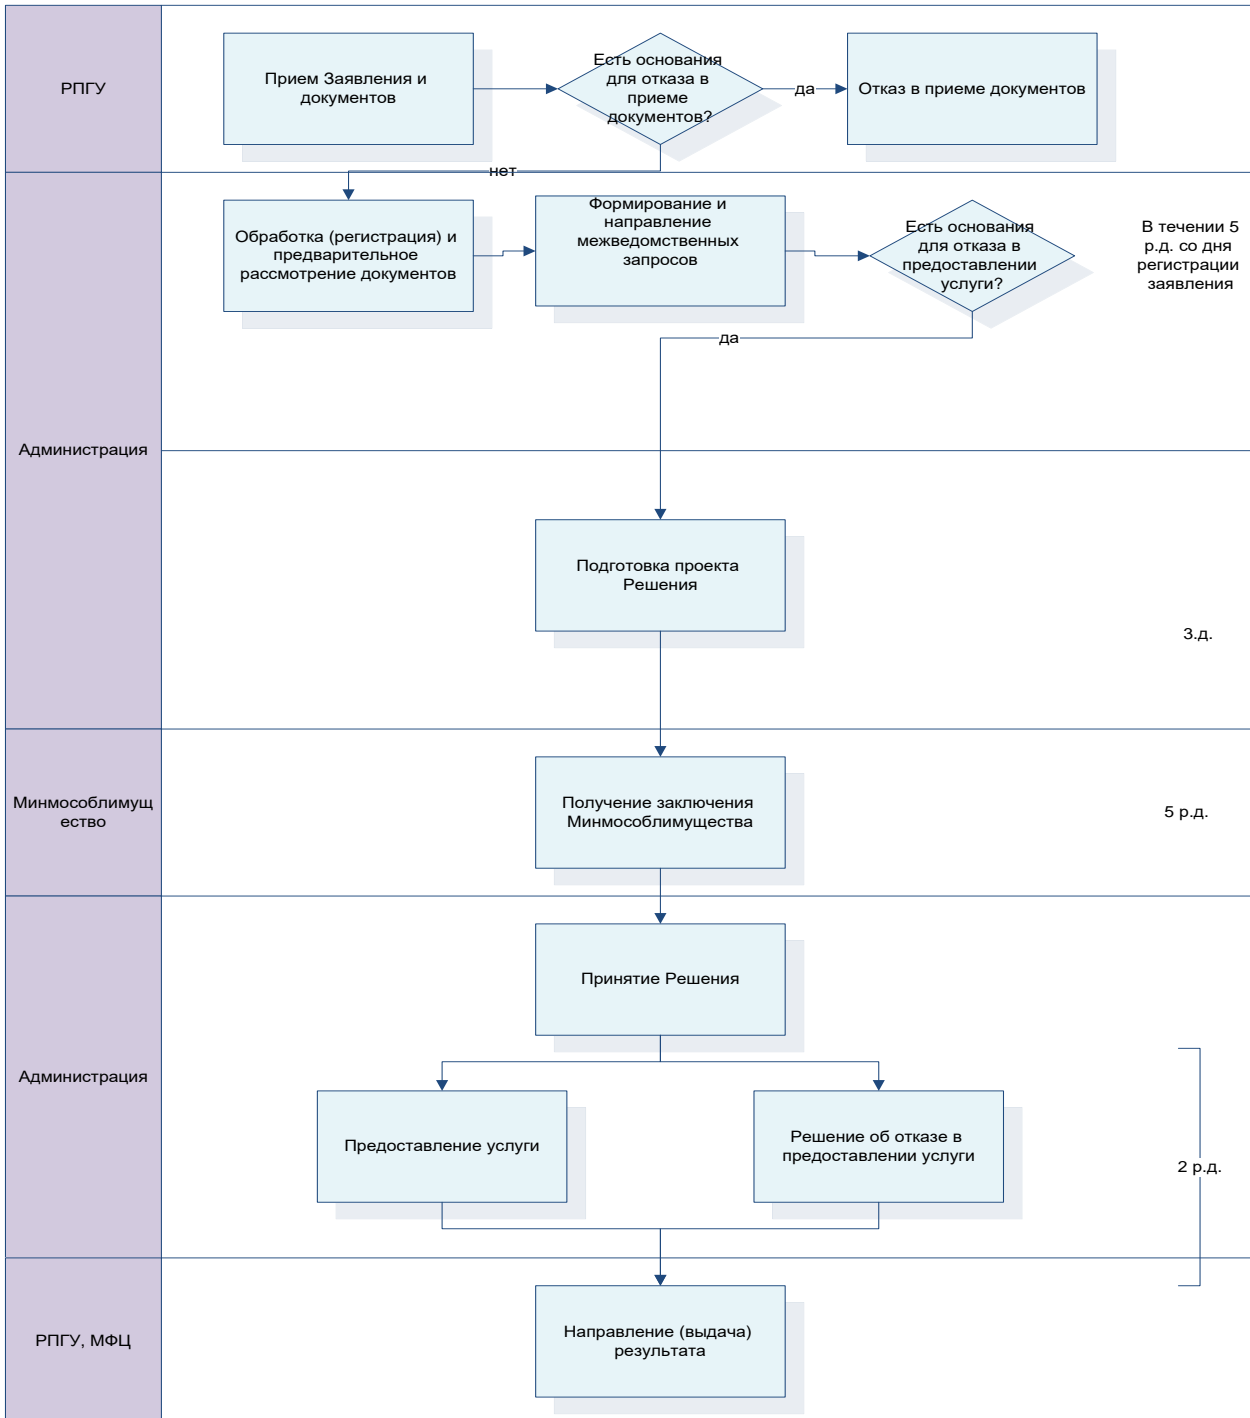 РПГУ
Прием Заявления и
документов
Есть основания
для отказа в
приеме
документов?
да
Отказ в приеме документов
нет
Администрация
Обработка (регистрация) и
предварительное
рассмотрение документов
Формирование и
направление
межведомственных
запросов
Есть основания
для отказа в
предоставлении
услуги?
В течении 5
р.д. со дня
регистрации
заявления
да
Подготовка проекта
Решения
3.д.
Минмособлимущ
ество
Получение заключения
Минмособлимущества
5 р.д.
Администрация
Принятие Решения
Предоставление услуги
Решение об отказе в
предоставлении услуги
2 р.д.
РПГУ, МФЦ
Направление (выдача)
результата